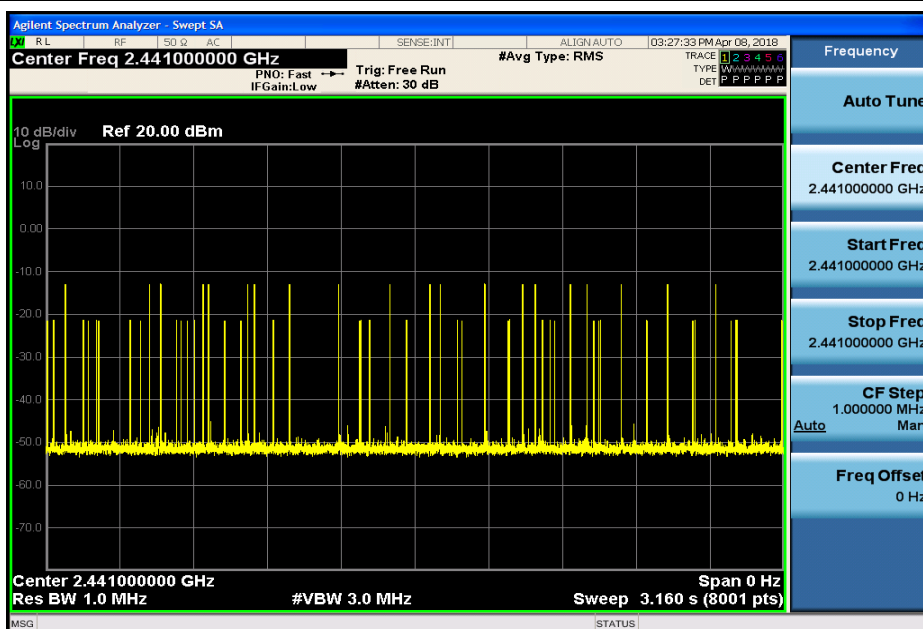 Agilent Spectrum Analyzer - Swept SA
LXI RL RF 50 Ω AC SENSE:INT ALIGN AUTO 03:27:33 PM Apr 08, 2018
Center Freq 2.441000000 GHz
#Avg Type: RMS
TRACE 1 2 3 4 5 6
PNO: Fast
Trig: Free Run
TYPE WWWWWW
IFGain:Low
#Atten: 30 dB
DET P P P P P P
10 dB/div Ref 20.00 dBm
Log
10.0
0.00
-10.0
-20.0
-30.0
-40.0
-50.0
-60.0
-70.0
Center 2.441000000 GHz Span 0 Hz
Res BW 1.0 MHz #VBW 3.0 MHz Sweep 3.160 s (8001 pts)
MSG STATUS
Frequency
Auto Tune
Center Freq
2.441000000 GHz
Start Freq
2.441000000 GHz
Stop Freq
2.441000000 GHz
CF Step
1.000000 MHz
Auto Man
Freq Offset
0 Hz